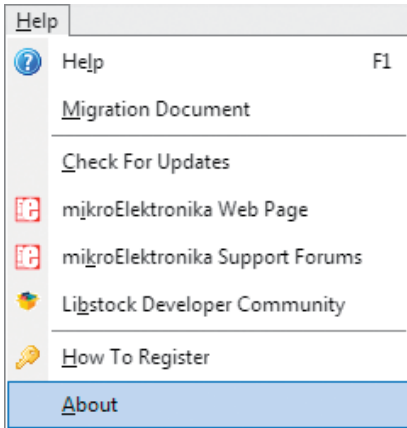 Help
Help F1
Migration Document
Check For Updates
mikroElektronika Web Page
mikroElektronika Support Forums
Libstock Developer Community
How To Register
About